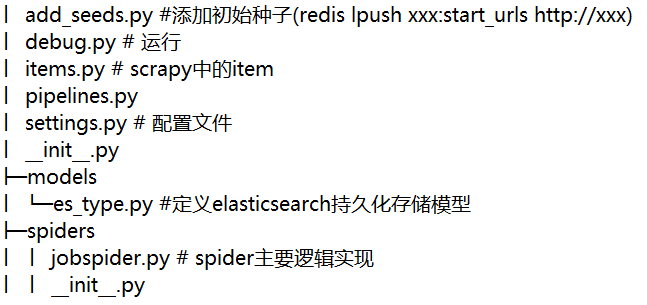 | add_seeds.py #添加初始种子(redis lpush xxx:start_urls http://xxx)
| debug.py # 运行
| items.py # scrapy中的item
| pipelines.py
| settings.py # 配置文件
| __init__.py
├─models
| └─es_type.py #定义elasticsearch持久化存储模型
├─spiders
| | jobspider.py # spider主要逻辑实现
| | __init__.py